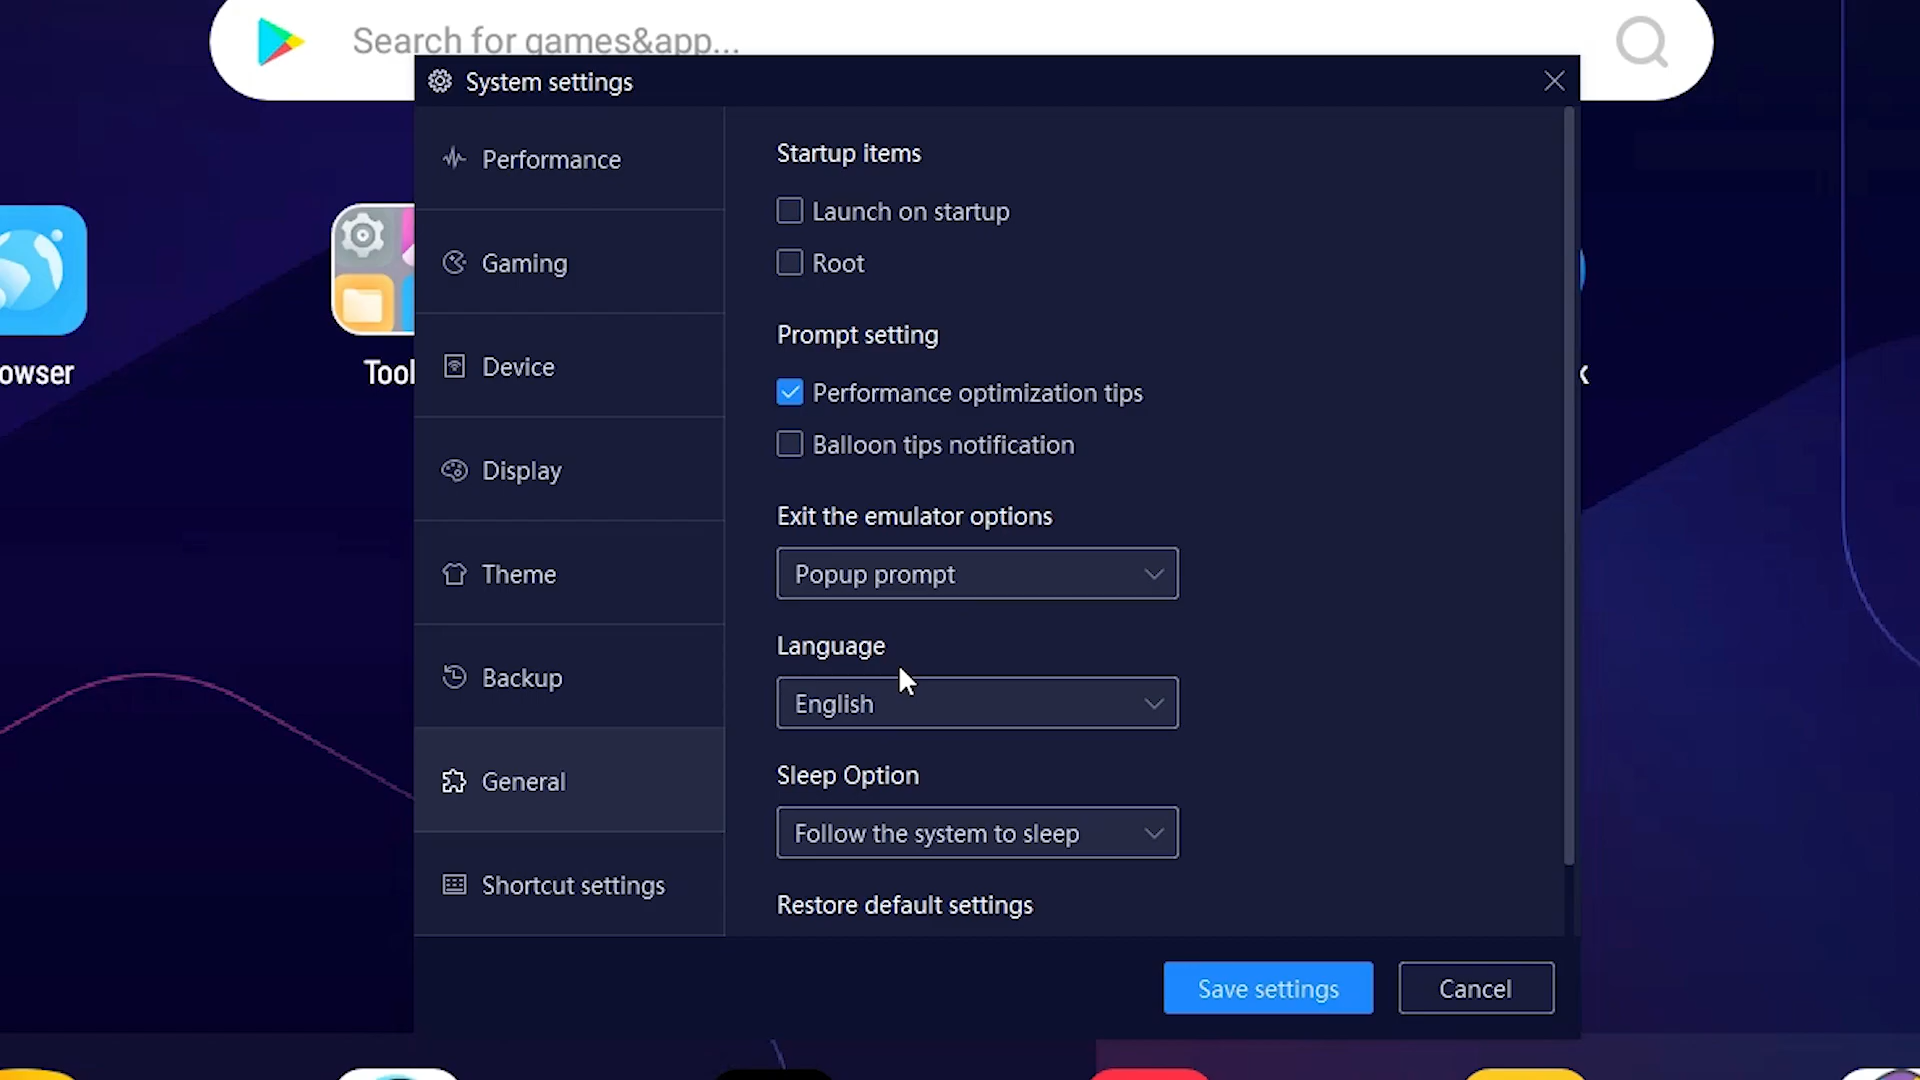 Search for games&app...
System settings
Performance
Gaming
Device
Display
Theme
Backup
General
Shortcut settings
Startup items
Launch on startup
Root
Prompt setting
Performance optimization tips
Balloon tips notification
Exit the emulator options
Popup prompt
Language
English
Sleep Option
Follow the system to sleep
Restore default settings
Save settings
Cancel
owser
Tool
k